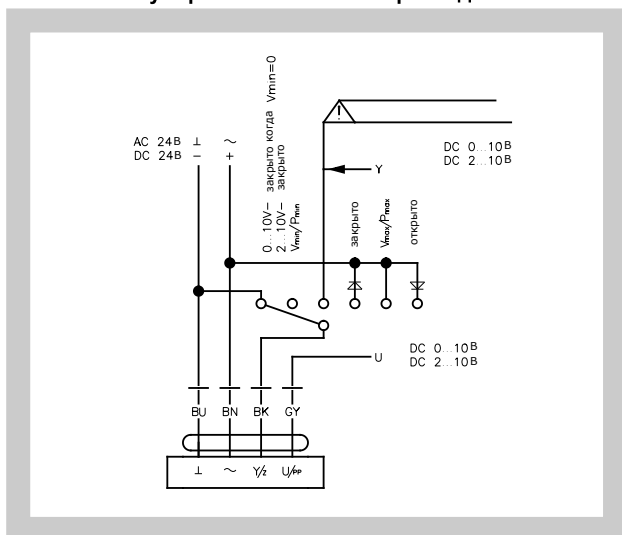 AC 24В ⊥ ~
DC 24В − +
0...10V− закрыто когда Vmin=0
2...10V− закрыто
Vmin/Pmin
!
DC 0...10В
DC 2...10В
Y
закрыто
Vmax/Pmax
открыто
U
DC 0...10В
DC 2...10В
BU BN BK GY
⊥ ~ Y/Z U/PP